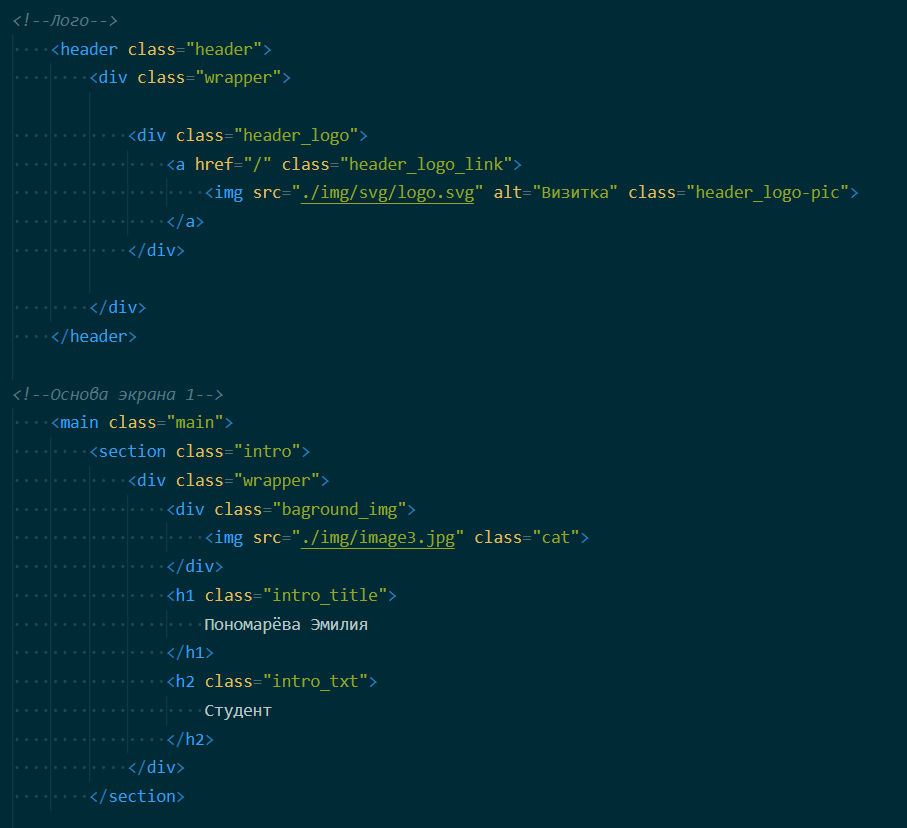 <!--Лого-->
<header class="header">
<div class="wrapper">
<div class="header_logo">
<a href="/" class="header_logo_link">
<img src="./img/svg/logo.svg" alt="Визитка" class="header_logo-pic">
</a>
</div>
</div>
</header>
<!--Основа экрана 1-->
<main class="main">
<section class="intro">
<div class="wrapper">
<div class="baground_img">
<img src="./img/image3.jpg" class="cat">
</div>
<h1 class="intro_title">
Пономарёва Эмилия
</h1>
<h2 class="intro_txt">
Студент
</h2>
</div>
</section>